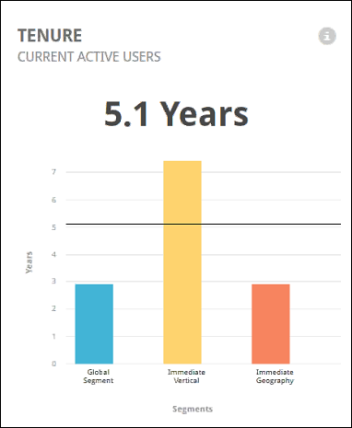 TENURE
CURRENT ACTIVE USERS
5.1 Years
7
6
5
4
3
2
1
0
Years
Global
Segment
Immediate
Vertical
Immediate
Geography
Segments